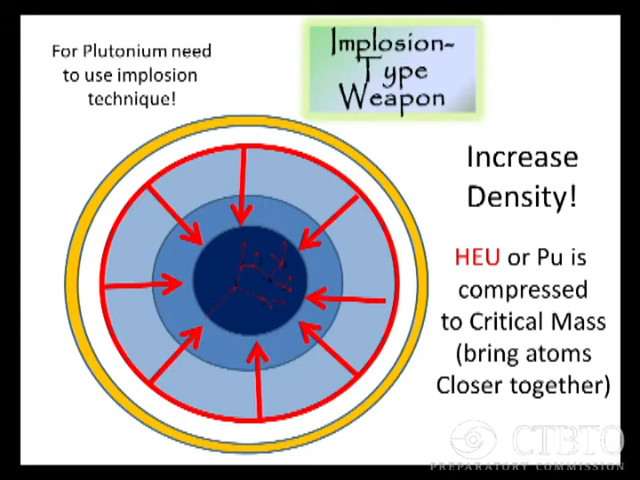 For Plutonium need
to use implosion
technique!
Implosion-
Type
Weapon
Increase
Density!
HEU or Pu is
compressed
to Critical Mass
(bring atoms
Closer together)
CTBTO
PREPARATORY COMMISSION